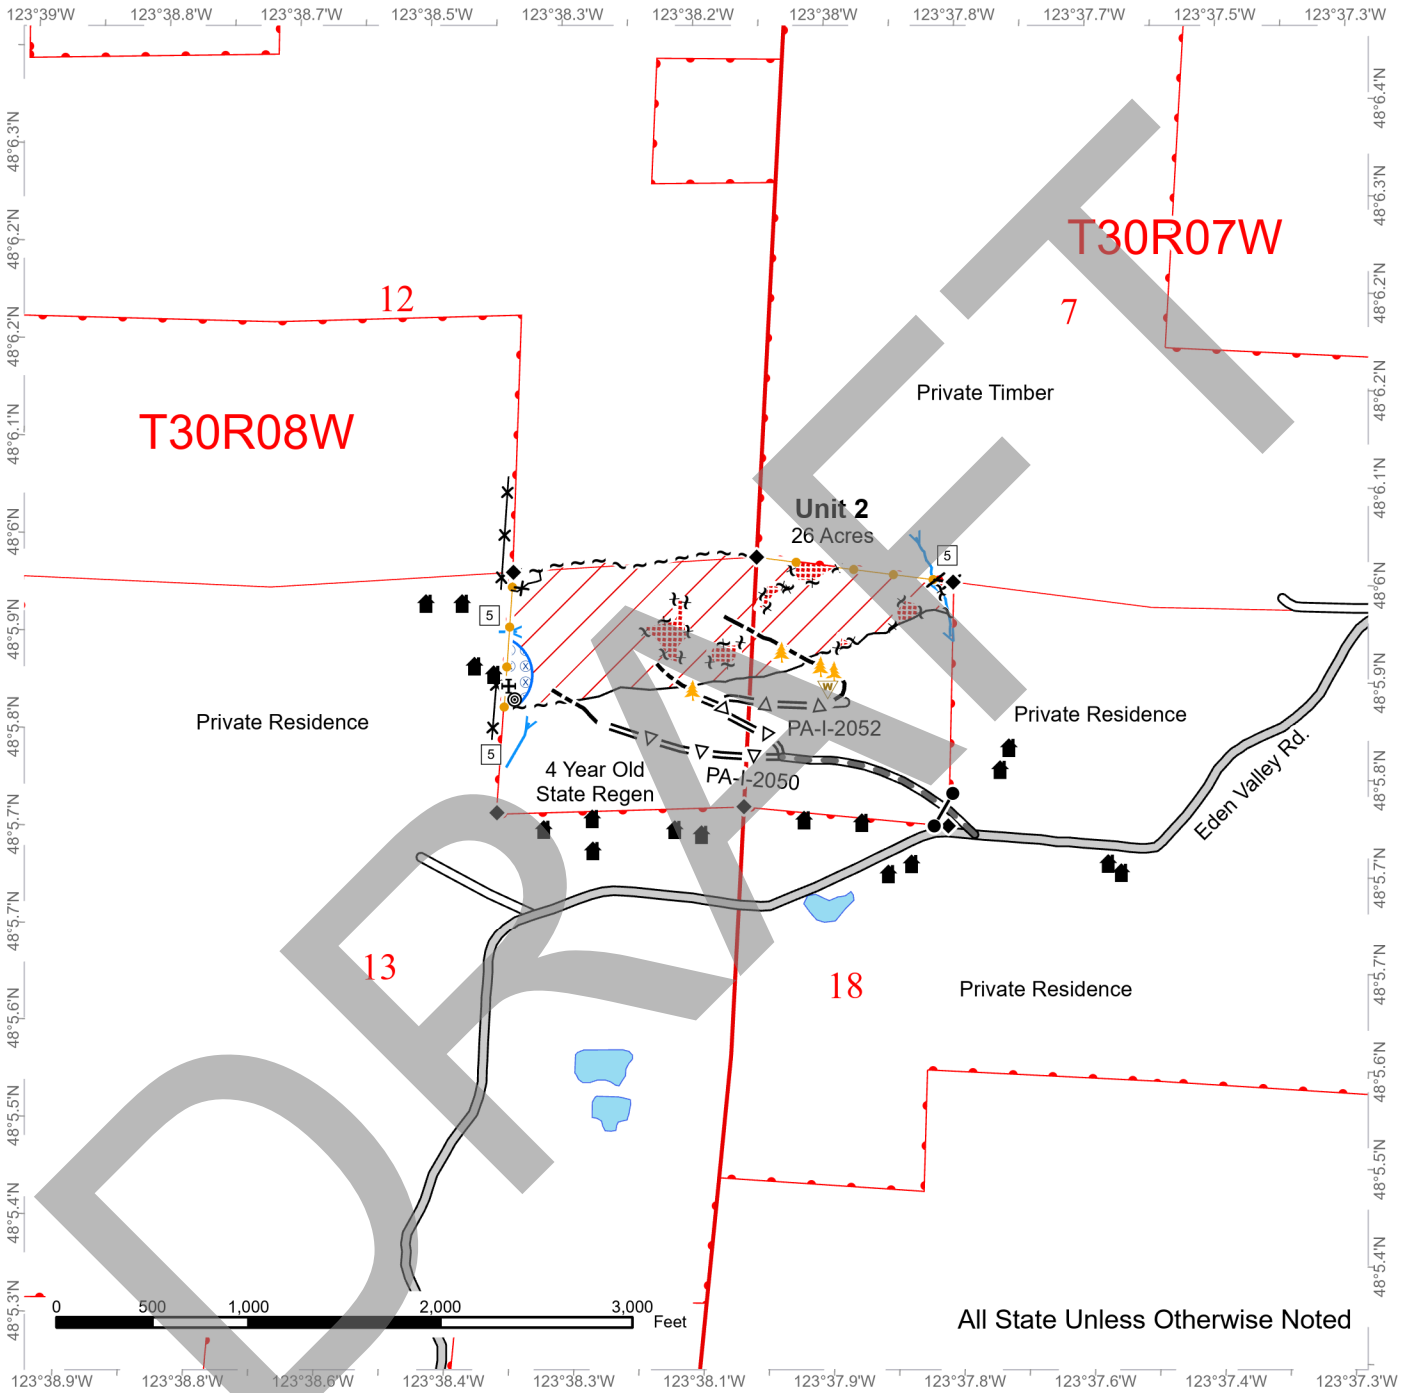 123°39'W 123°38.8'W 123°38.7'W 123°38.5'W 123°38.3'W 123°38.2'W 123°38'W 123°37.8'W 123°37.7'W 123°37.5'W 123°37.3'W
48°6.3'N
48°6.2'N
48°6.2'N
48°6.1'N
48°6'N
48°5.9'N
48°5.8'N
48°5.7'N
48°5.7'N
48°5.6'N
48°5.5'N
48°5.4'N
48°5.3'N
48°6.4'N
48°6.3'N
48°6.2'N
48°6.2'N
48°6.1'N
48°6'N
48°5.9'N
48°5.8'N
48°5.7'N
48°5.7'N
48°5.6'N
48°5.5'N
48°5.4'N
T30R07W
12
7
Private Timber
T30R08W
Unit 2
26 Acres
5
5
W
Private Residence
Private Residence
PA-I-2052
5
4 Year Old
State Regen
PA-I-2050
Eden Valley Rd.
13
18
Private Residence
DRAFT
0 500 1,000 2,000 3,000
Feet
All State Unless Otherwise Noted
123°38.9'W 123°38.8'W 123°38.6'W 123°38.4'W 123°38.3'W 123°38.1'W 123°37.9'W 123°37.8'W 123°37.6'W 123°37.4'W 123°37.3'W